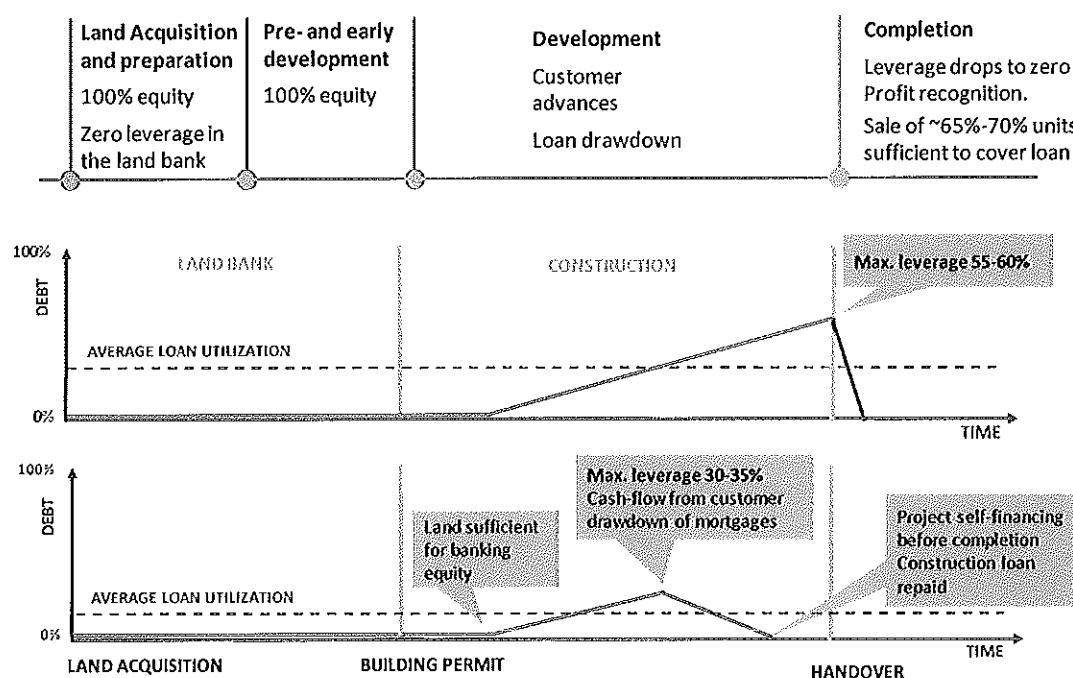 Land Acquisition
and preparation
100% equity
Zero leverage in
the land bank
Pre- and early
development
100% equity
Development
Customer
advances
Loan drawdown
Completion
Leverage drops to zero
Profit recognition.
Sale of ~65%-70% units
sufficient to cover loan
100%
DEBT
0%
LAND BANK
CONSTRUCTION
Max. leverage 55-60%
AVERAGE LOAN UTILIZATION
TIME
100%
DEBT
0%
Land sufficient
for banking
equity
Max. leverage 30-35%
Cash-flow from customer
drawdown of mortgages
Project self-financing
before completion
Construction loan
repaid
AVERAGE LOAN UTILIZATION
TIME
LAND ACQUISITION
BUILDING PERMIT
HANDOVER